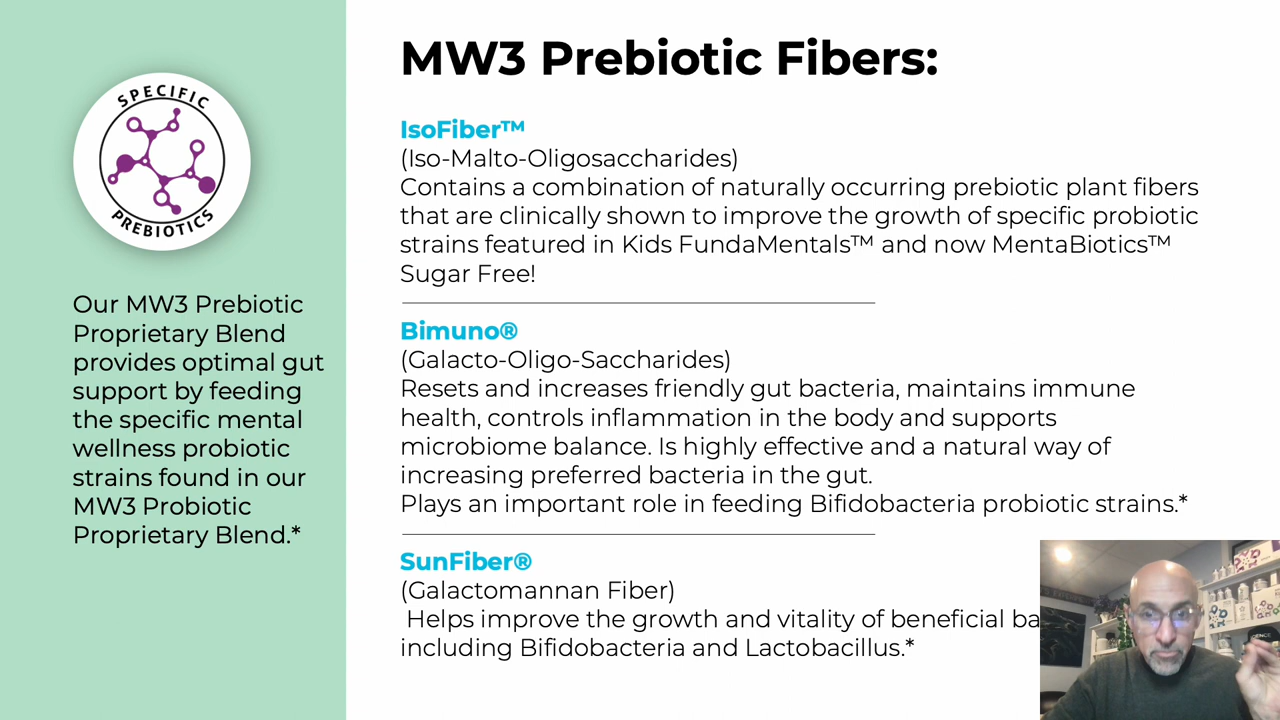 SPECIFIC
PREBIOTICS
Our MW3 Prebiotic
Proprietary Blend
provides optimal gut
support by feeding
the specific mental
wellness probiotic
strains found in our
MW3 Probiotic
Proprietary Blend.*
MW3 Prebiotic Fibers:
IsoFiber™
(Iso-Malto-Oligosaccharides)
Contains a combination of naturally occurring prebiotic plant fibers
that are clinically shown to improve the growth of specific probiotic
strains featured in Kids FundaMentals™ and now MentaBiotics™
Sugar Free!
Bimuno®
(Galacto-Oligo-Saccharides)
Resets and increases friendly gut bacteria, maintains immune
health, controls inflammation in the body and supports
microbiome balance. Is highly effective and a natural way of
increasing preferred bacteria in the gut.
Plays an important role in feeding Bifidobacteria probiotic strains.*
SunFiber®
(Galactomannan Fiber)
Helps improve the growth and vitality of beneficial ba
including Bifidobacteria and Lactobacillus.*